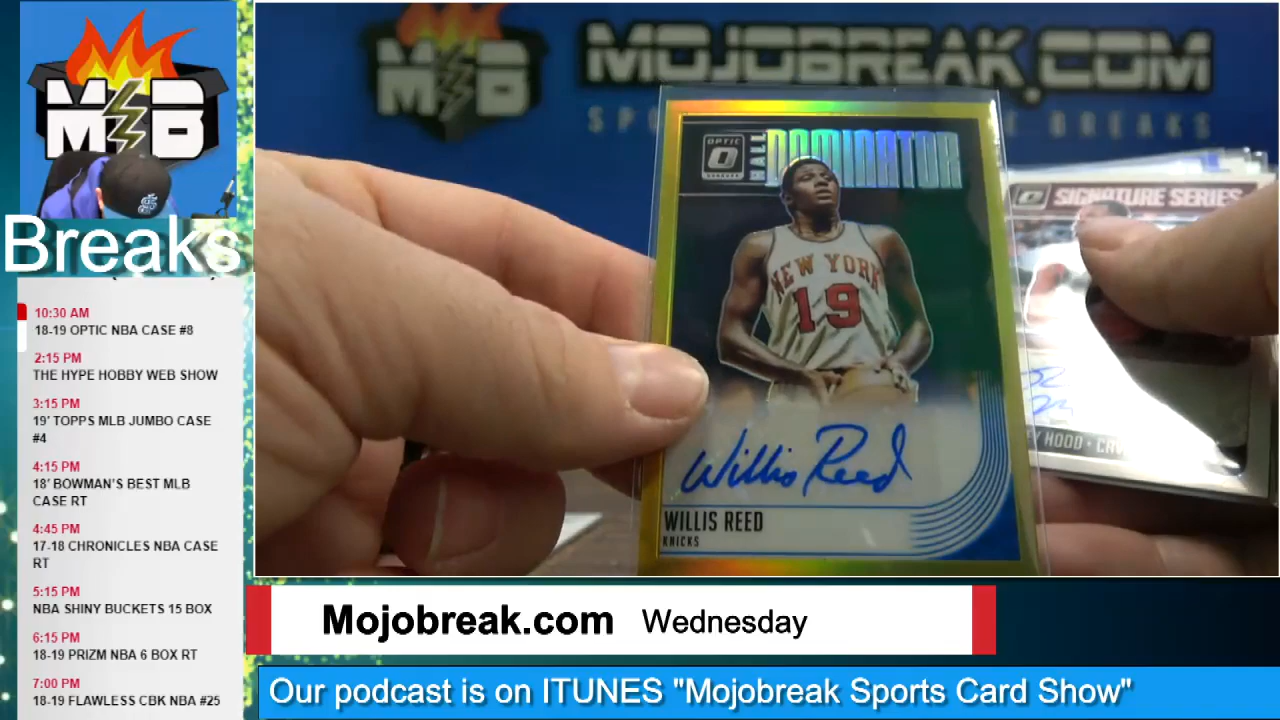 M B
Breaks
10:30 AM
18-19 OPTIC NBA CASE #8
2:15 PM
THE HYPE HOBBY WEB SHOW
3:15 PM
19' TOPPS MLB JUMBO CASE
#4
4:15 PM
18' BOWMAN'S BEST MLB
CASE RT
4:45 PM
17-18 CHRONICLES NBA CASE
RT
5:15 PM
NBA SHINY BUCKETS 15 BOX
6:15 PM
18-19 PRIZM NBA 6 BOX RT
7:00 PM
18-19 FLAWLESS CBK NBA #25
M B
MOJOBREAK.COM
BREAKS
OPTIC
HALL DOMINATOR
NEW YORK
19
Willis Reed
WILLIS REED
KNICKS
SIGNATURE SERIES
HOOD
Mojobreak.com Wednesday
Our podcast is on ITUNES "Mojobreak Sports Card Show"